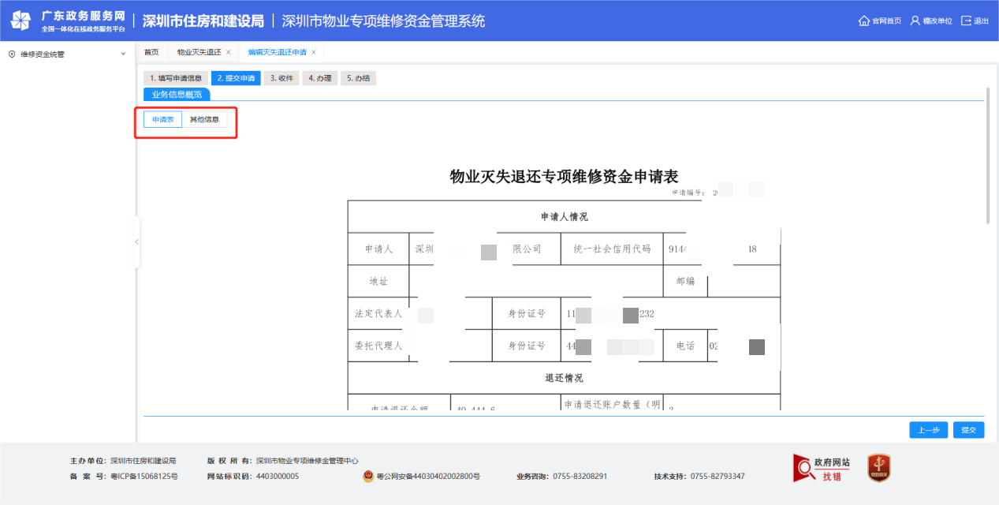 广东政务服务网
全国一体化在线政务服务平台
深圳市住房和建设局
深圳市物业专项维修资金管理系统
官网首页
棚改单位
退出
维修资金统管
首页
物业灭失退还
编辑灭失退还申请
1. 填写申请信息
2. 提交申请
3. 收件
4. 办理
5. 办结
业务信息概览
申请表
其他信息
物业灭失退还专项维修资金申请表
申请编号： 2
申请人情况
申请人 深圳 限公司 统一社会信用代码 914 18
地址 邮编
法定代表人 身份证号 11 232
委托代理人 身份证号 44 电话 02
退还情况
申请退还金额 申请退还账户数量（明
上一步
提交
主办单位：深圳市住房和建设局
版 权 所 有：深圳市物业专项维修金管理中心
备 案 号：粤ICP备15068125号
网站标识码：4403000005
粤公网安备44030402002800号
业务咨询：0755-83208291
技术支持：0755-82793347
政府网站
找错